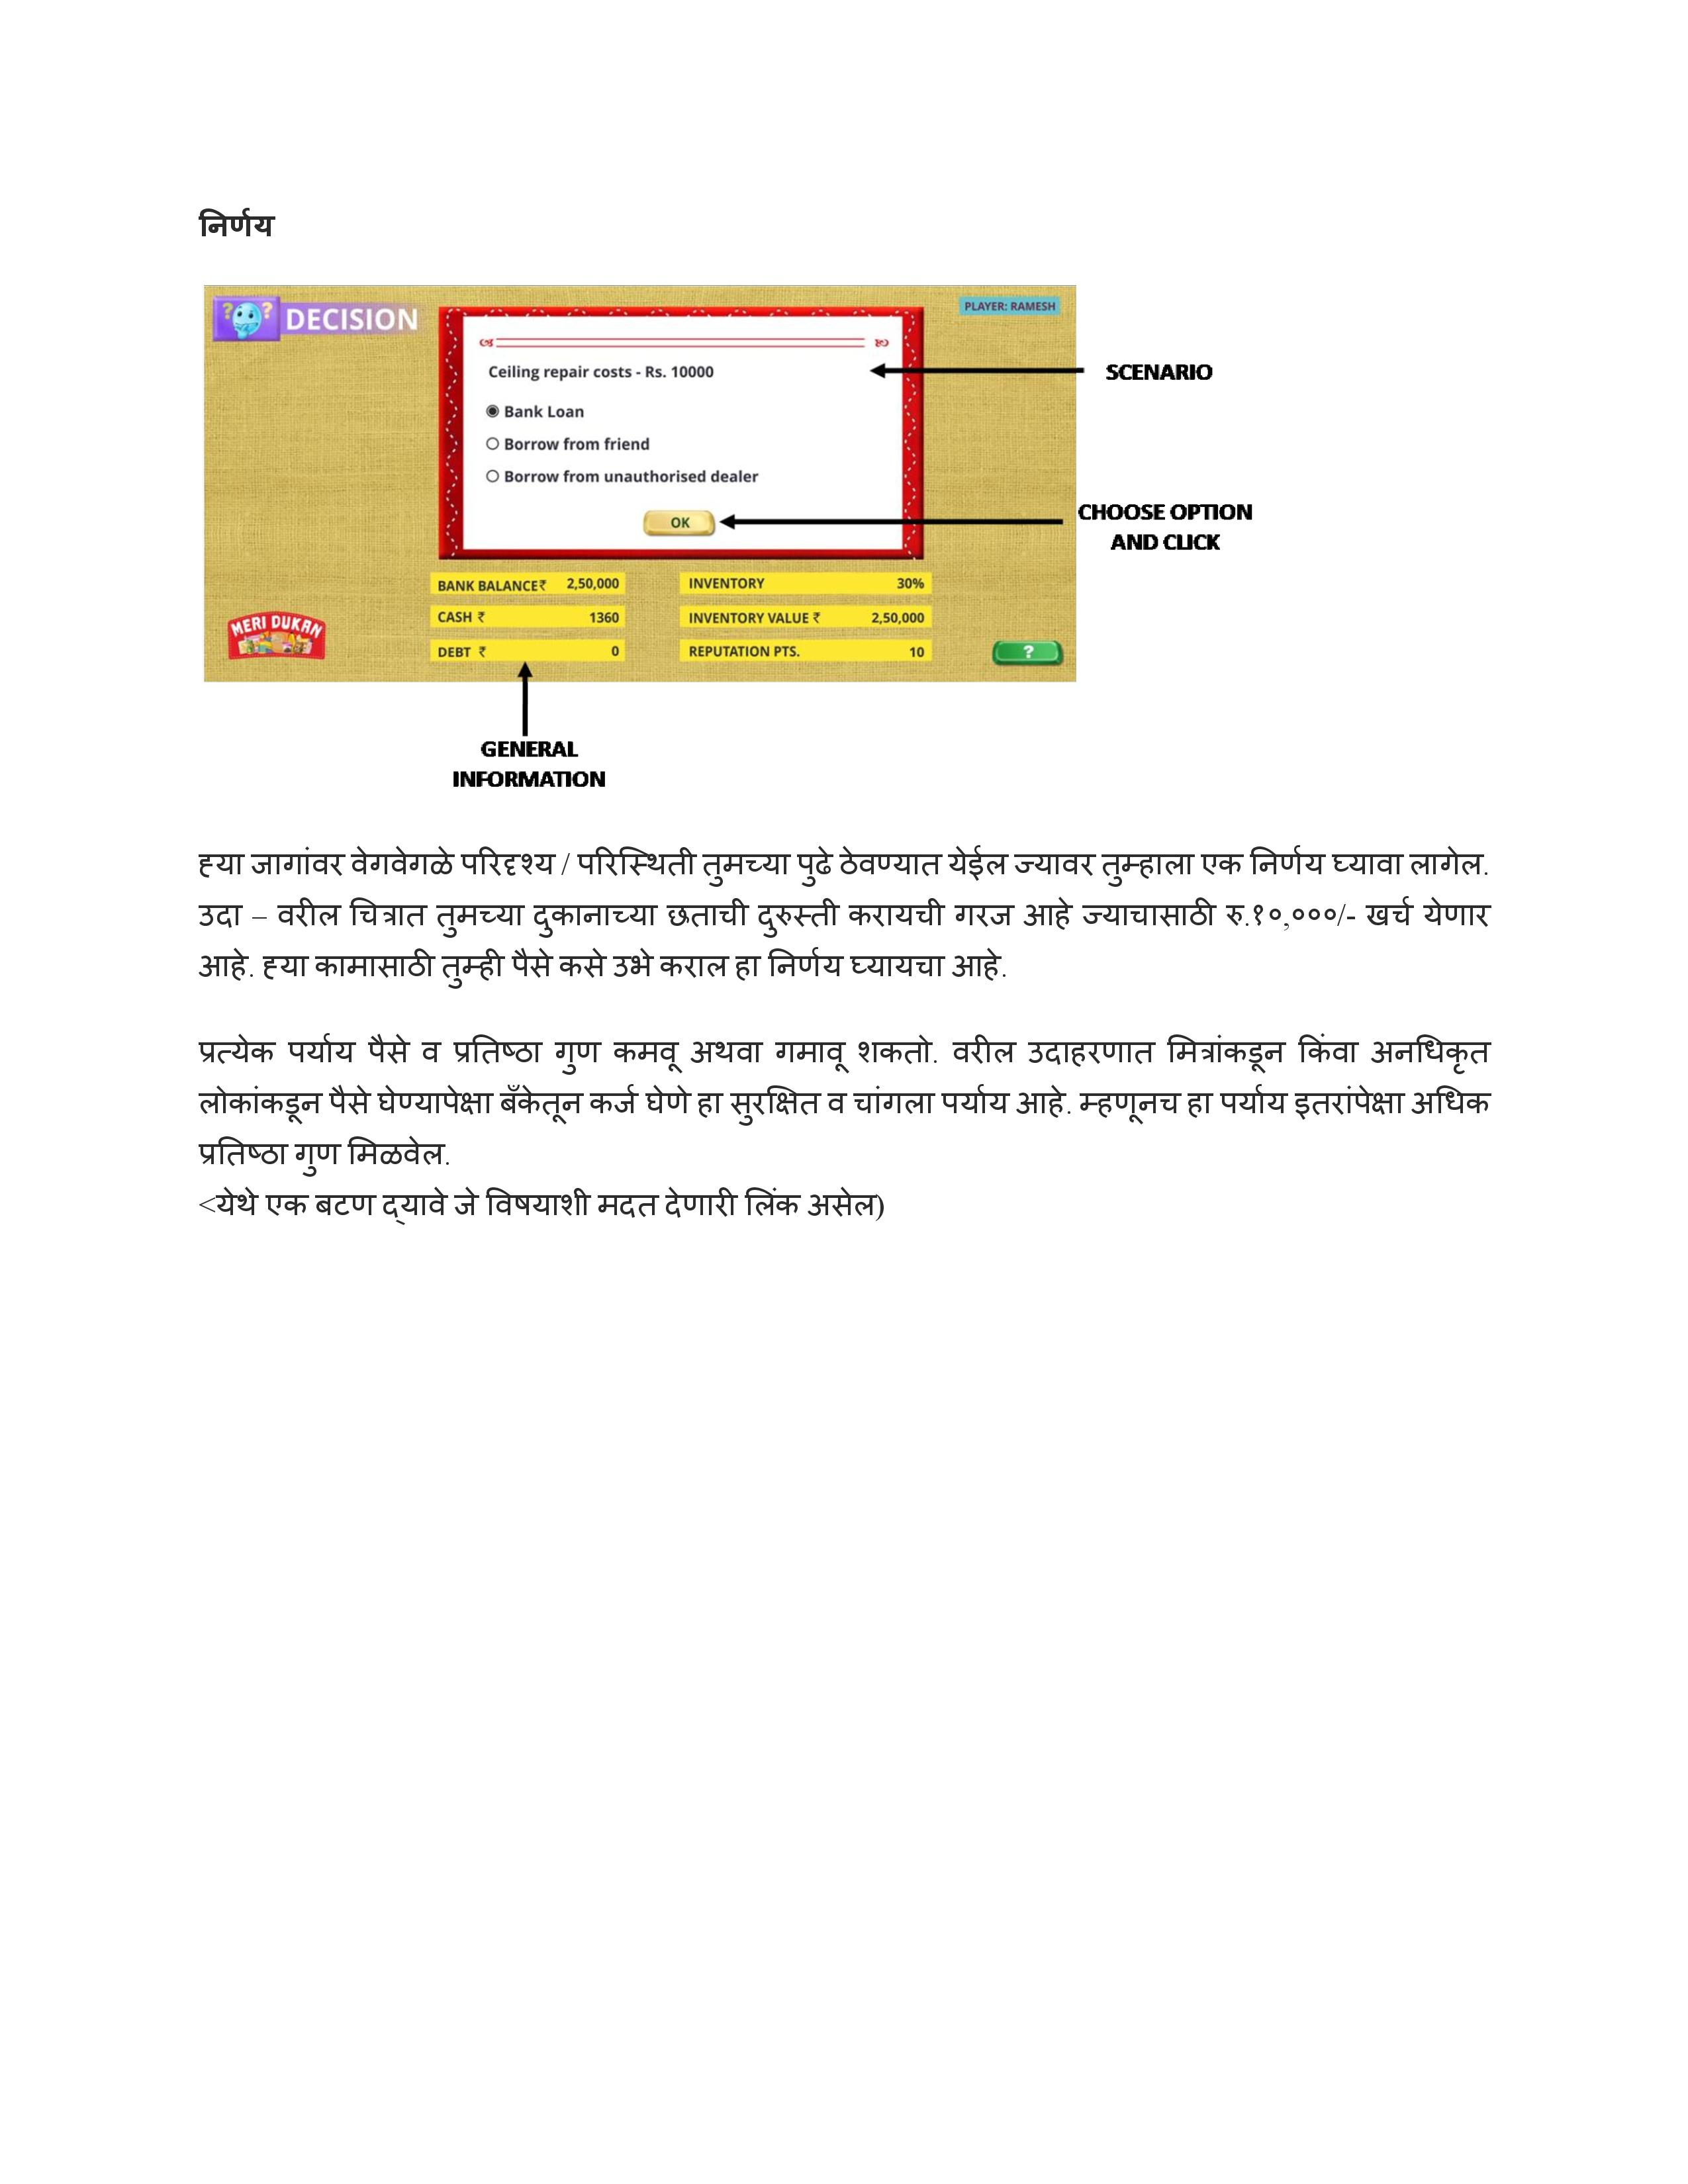 निर्णय
? ? DECISION
PLAYER: RAMESH
Ceiling repair costs - Rs. 10000
SCENARIO
Bank Loan
Borrow from friend
Borrow from unauthorised dealer
OK
CHOOSE OPTION
AND CLICK
BANK BALANCE₹ 2,50,000
INVENTORY 30%
CASH ₹ 1360
INVENTORY VALUE ₹ 2,50,000
DEBT ₹ 0
REPUTATION PTS. 10
MERI DUKAN
?
GENERAL
INFORMATION
ह्या जागांवर वेगवेगळे परिदृश्य / परिस्थिती तुमच्या पुढे ठेवण्यात येईल ज्यावर तुम्हाला एक निर्णय घ्यावा लागेल.
उदा – वरील चित्रात तुमच्या दुकानाच्या छताची दुरुस्ती करायची गरज आहे ज्याचासाठी रु.१०,०००/- खर्च येणार
आहे. ह्या कामासाठी तुम्ही पैसे कसे उभे कराल हा निर्णय घ्यायचा आहे.
प्रत्येक पर्याय पैसे व प्रतिष्ठा गुण कमवू अथवा गमावू शकतो. वरील उदाहरणात मित्रांकडून किंवा अनधिकृत
लोकांकडून पैसे घेण्यापेक्षा बँकेतून कर्ज घेणे हा सुरक्षित व चांगला पर्याय आहे. म्हणूनच हा पर्याय इतरांपेक्षा अधिक
प्रतिष्ठा गुण मिळवेल.
<येथे एक बटण द्‌यावे जे विषयाशी मदत देणारी लिंक असेल)